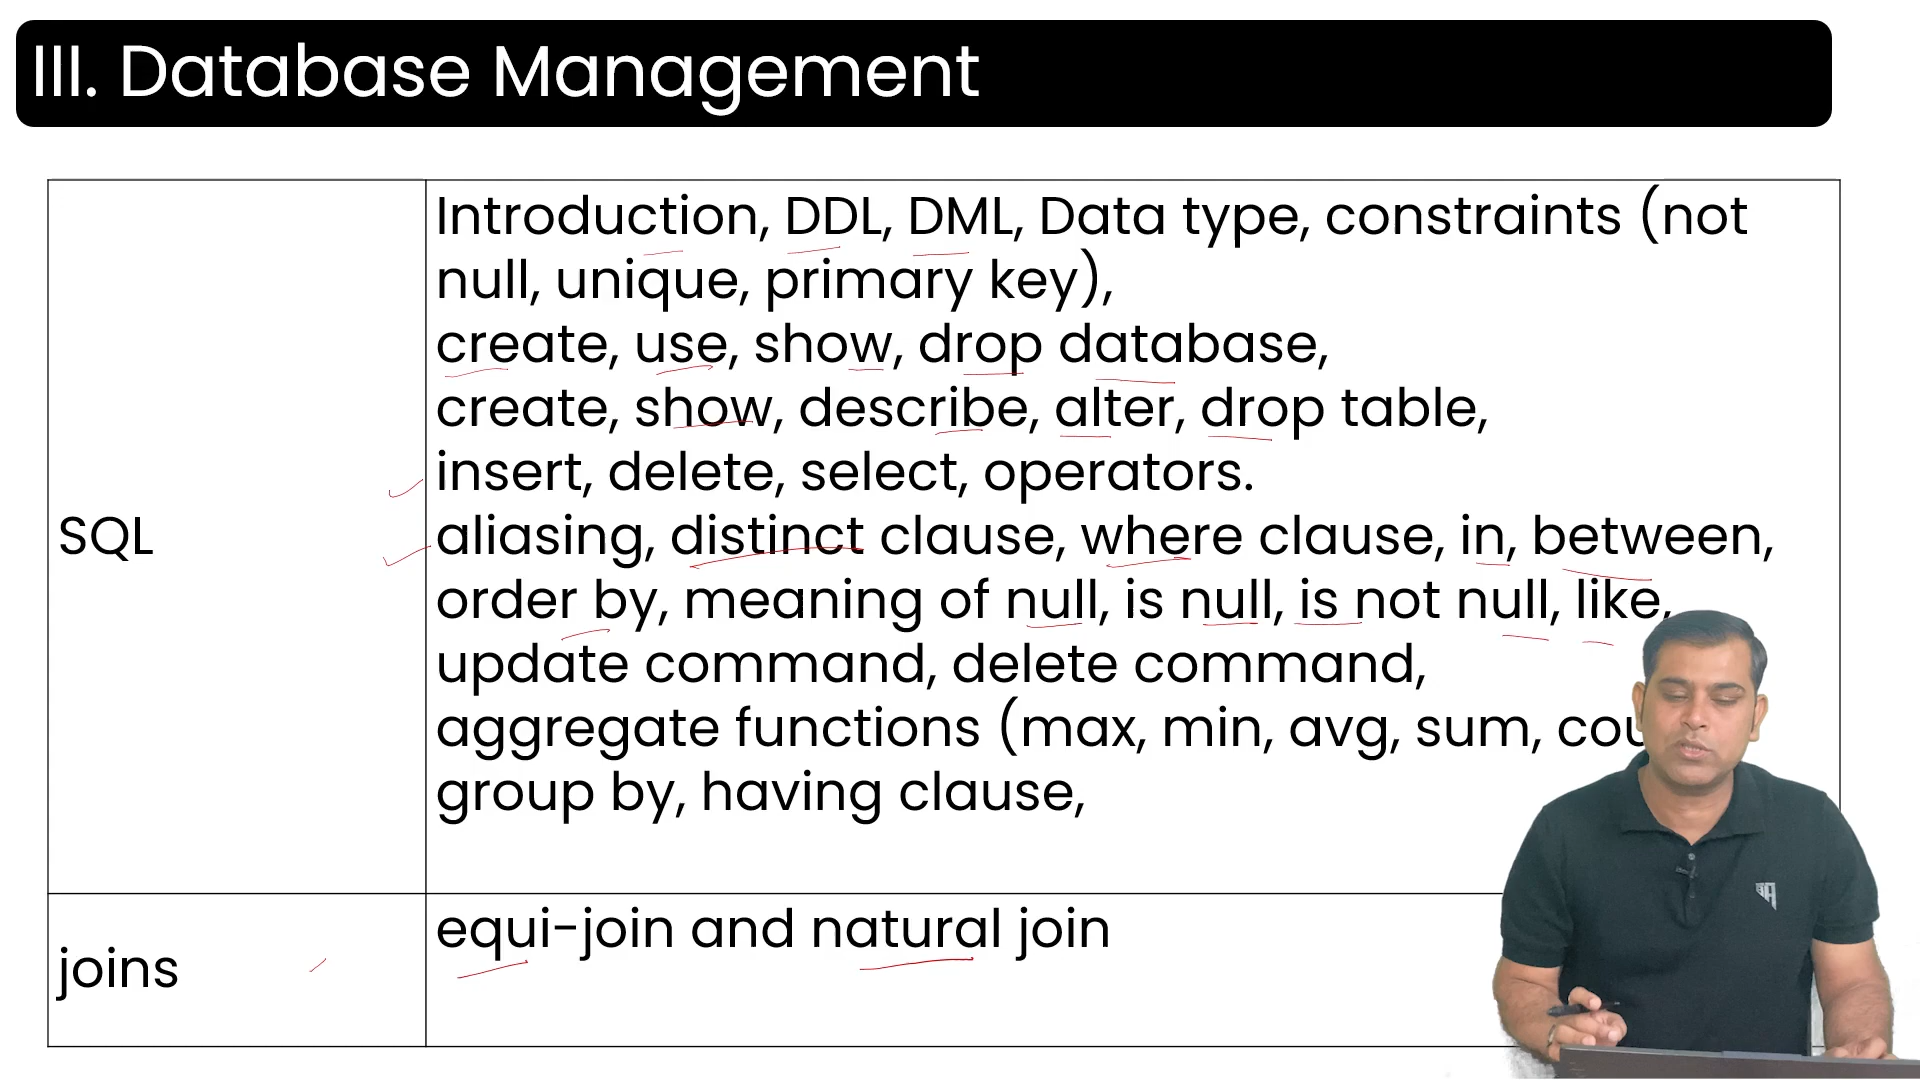 III. Database Management
SQL
Introduction, DDL, DML, Data type, constraints (not
null, unique, primary key),
create, use, show, drop database,
create, show, describe, alter, drop table,
insert, delete, select, operators.
aliasing, distinct clause, where clause, in, between,
order by, meaning of null, is null, is not null, like,
update command, delete command,
aggregate functions (max, min, avg, sum,
group by, having clause,
joins
equi-join and natural join